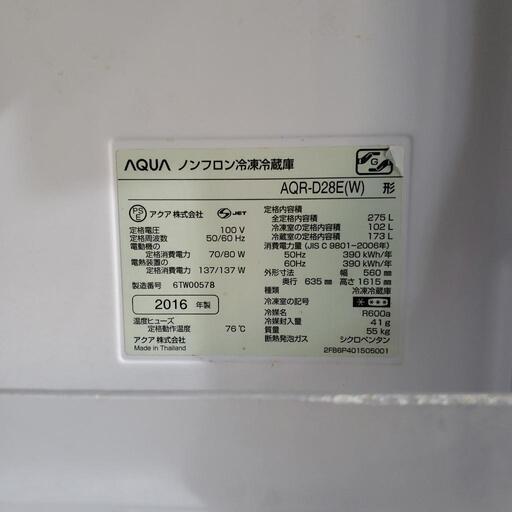 AQUA ノンフロン冷凍冷蔵庫
G
AQR-D28E(W) 形
PS E アクア 株式会社 JET
定格電圧 100 V
定格周波数 50/60 Hz
電動機の
定格消費電力 70/80 W
電熱装置の
定格消費電力 137/137 W
製造番号 6TW00578
2016 年製
温度ヒューズ
定格動作温度 76℃
アクア 株式会社
Made in Thailand
定格内容積
全定格内容積 275 L
冷凍室の定格内容積 102 L
冷蔵室の定格内容積 173 L
消費電力量 (JIS C 9801-2006年)
50Hz 390 kWh/年
60Hz 390 kWh/年
外形寸法 幅 560 mm
奥行 635 mm 高さ 1615 mm
種類 冷凍冷蔵庫
冷凍室の記号 * ***
冷媒名 R600a
冷媒封入量 41g
質量 55 kg
断熱発泡ガス シクロペンタン
2FB6P401505001